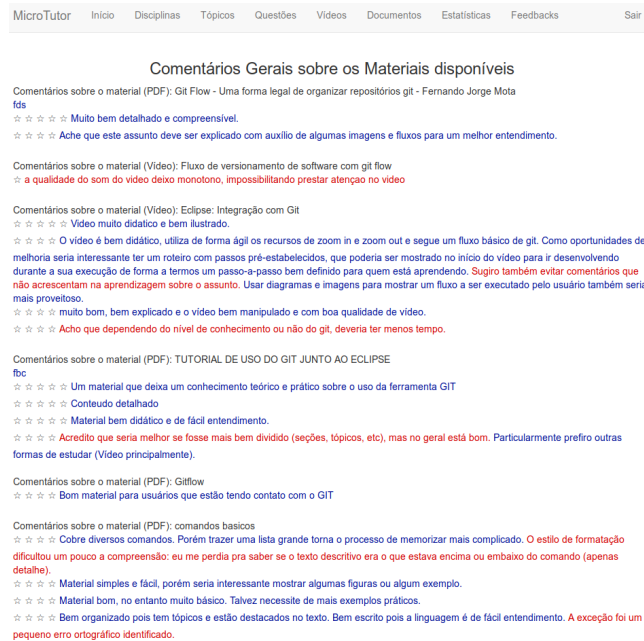 MicroTutor Início Disciplinas Tópicos Questões Vídeos Documentos Estatísticas Feedbacks Sair
Comentários Gerais sobre os Materiais disponíveis
Comentários sobre o material (PDF): Git Flow - Uma forma legal de organizar repositórios git - Fernando Jorge Mota
fds
☆ ☆ ☆ ☆ ☆ Muito bem detalhado e compreensível.
☆ ☆ ☆ ☆ Ache que este assunto deve ser explicado com auxílio de algumas imagens e fluxos para um melhor entendimento.
Comentários sobre o material (Vídeo): Fluxo de versionamento de software com git flow
☆ a qualidade do som do video deixo monotono, impossibilitando prestar atençao no video
Comentários sobre o material (Vídeo): Eclipse: Integração com Git
☆ ☆ ☆ ☆ ☆ Video muito didatico e bem ilustrado.
☆ ☆ ☆ ☆ O vídeo é bem didático, utiliza de forma ágil os recursos de zoom in e zoom out e segue um fluxo básico de git. Como oportunidades de
melhoria seria interessante ter um roteiro com passos pré-estabelecidos, que poderia ser mostrado no início do vídeo para ir desenvolvendo
durante a sua execução de forma a termos um passo-a-passo bem definido para quem está aprendendo. Sugiro também evitar comentários que
não acrescentam na aprendizagem sobre o assunto. Usar diagramas e imagens para mostrar um fluxo a ser executado pelo usuário também seria
mais proveitoso.
☆ ☆ ☆ ☆ muito bom, bem explicado e o vídeo bem manipulado e com boa qualidade de vídeo.
☆ ☆ ☆ ☆ Acho que dependendo do nível de conhecimento ou não do git, deveria ter menos tempo.
Comentários sobre o material (PDF): TUTORIAL DE USO DO GIT JUNTO AO ECLIPSE
fbc
☆ ☆ ☆ ☆ ☆ Um material que deixa um conhecimento teórico e prático sobre o uso da ferramenta GIT
☆ ☆ ☆ ☆ ☆ Conteudo detalhado
☆ ☆ ☆ ☆ ☆ Material bem didático e de fácil entendimento.
☆ ☆ ☆ ☆ Acredito que seria melhor se fosse mais bem dividido (seções, tópicos, etc), mas no geral está bom. Particularmente prefiro outras
formas de estudar (Vídeo principalmente).
Comentários sobre o material (PDF): Gitflow
☆ ☆ ☆ ☆ Bom material para usuários que estão tendo contato com o GIT
Comentários sobre o material (PDF): comandos basicos
☆ ☆ ☆ ☆ Cobre diversos comandos. Porém trazer uma lista grande torna o processo de memorizar mais complicado. O estilo de formatação
dificultou um pouco a compreensão: eu me perdia pra saber se o texto descritivo era o que estava encima ou embaixo do comando (apenas
detalhe).
☆ ☆ ☆ ☆ Material simples e fácil, porém seria interessante mostrar algumas figuras ou algum exemplo.
☆ ☆ ☆ ☆ Material bom, no entanto muito básico. Talvez necessite de mais exemplos práticos.
☆ ☆ ☆ ☆ Bem organizado pois tem tópicos e estão destacados no texto. Bem escrito pois a linguagem é de fácil entendimento. A exceção foi um
pequeno erro ortográfico identificado.